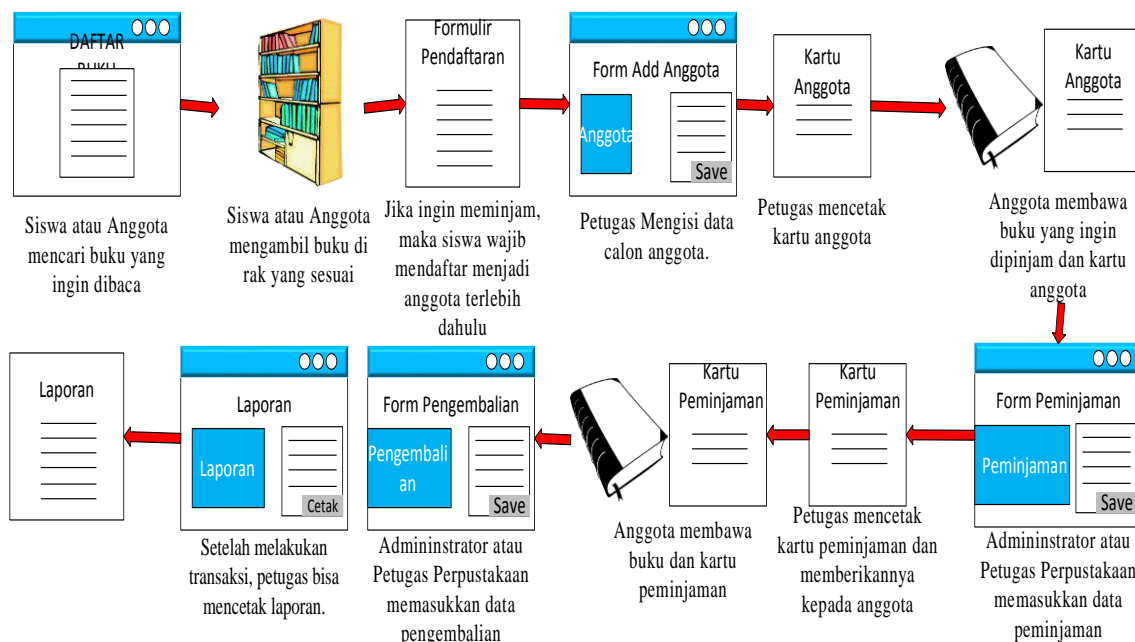 DAFTAR
BUKU
Siswa atau Anggota
mencari buku yang
ingin dibaca
Siswa atau Anggota
mengambil buku di
rak yang sesuai
Formulir
Pendaftaran
Jika ingin meminjam,
maka siswa wajib
mendaftar menjadi
anggota terlebih
dahulu
Form Add Anggota
Anggota
Save
Petugas Mengisi data
calon anggota.
Kartu
Anggota
Petugas mencetak
kartu anggota
Kartu
Anggota
Anggota membawa
buku yang ingin
dipinjam dan kartu
anggota
Form Peminjaman
Peminjaman
Save
Admininstrator atau
Petugas Perpustakaan
memasukkan data
peminjaman
Kartu
Peminjaman
Petugas mencetak
kartu peminjaman dan
memberikannya
kepada anggota
Kartu
Peminjaman
Anggota membawa
buku dan kartu
peminjaman
Form Pengembalian
Pengembali
an
Save
Admininstrator atau
Petugas Perpustakaan
memasukkan data
pengembalian
Laporan
Laporan
Cetak
Setelah melakukan
transaksi, petugas bisa
mencetak laporan.
Laporan